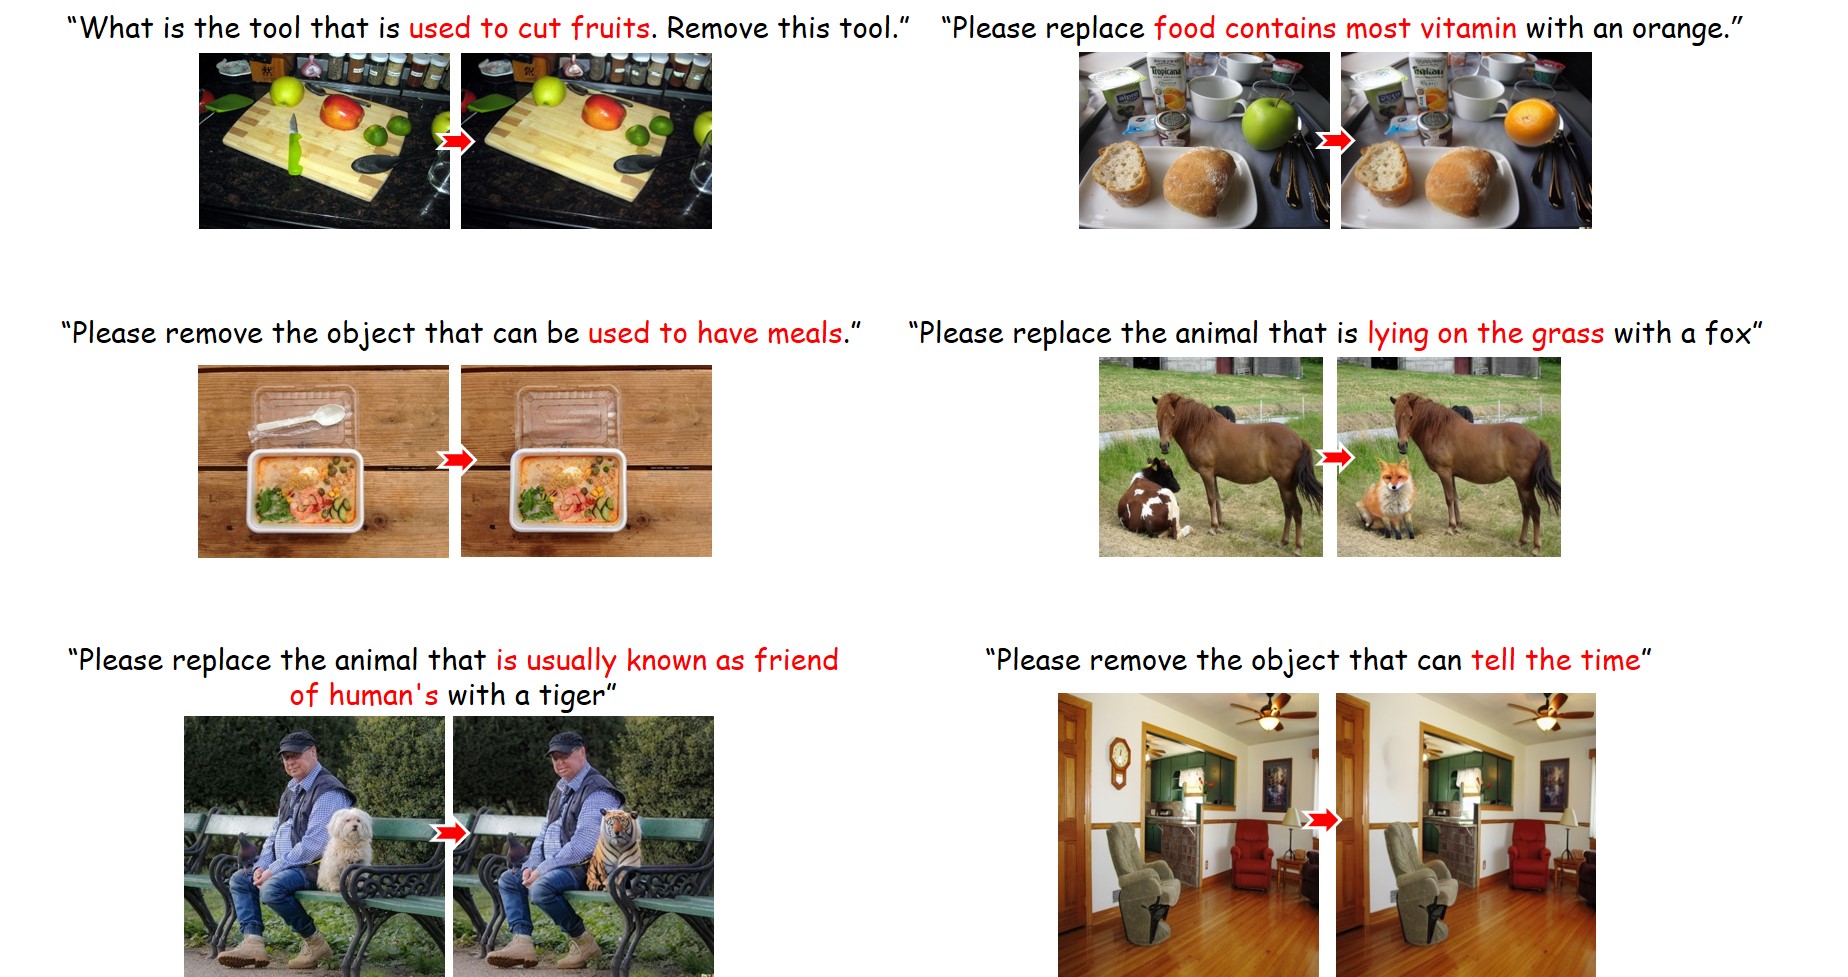 “What is the tool that is used to cut fruits. Remove this tool.”
“Please replace food contains most vitamin with an orange.”
Tropicana
“Please remove the object that can be used to have meals.”
“Please replace the animal that is lying on the grass with a fox”
“Please replace the animal that is usually known as friend
of human's with a tiger”
“Please remove the object that can tell the time”